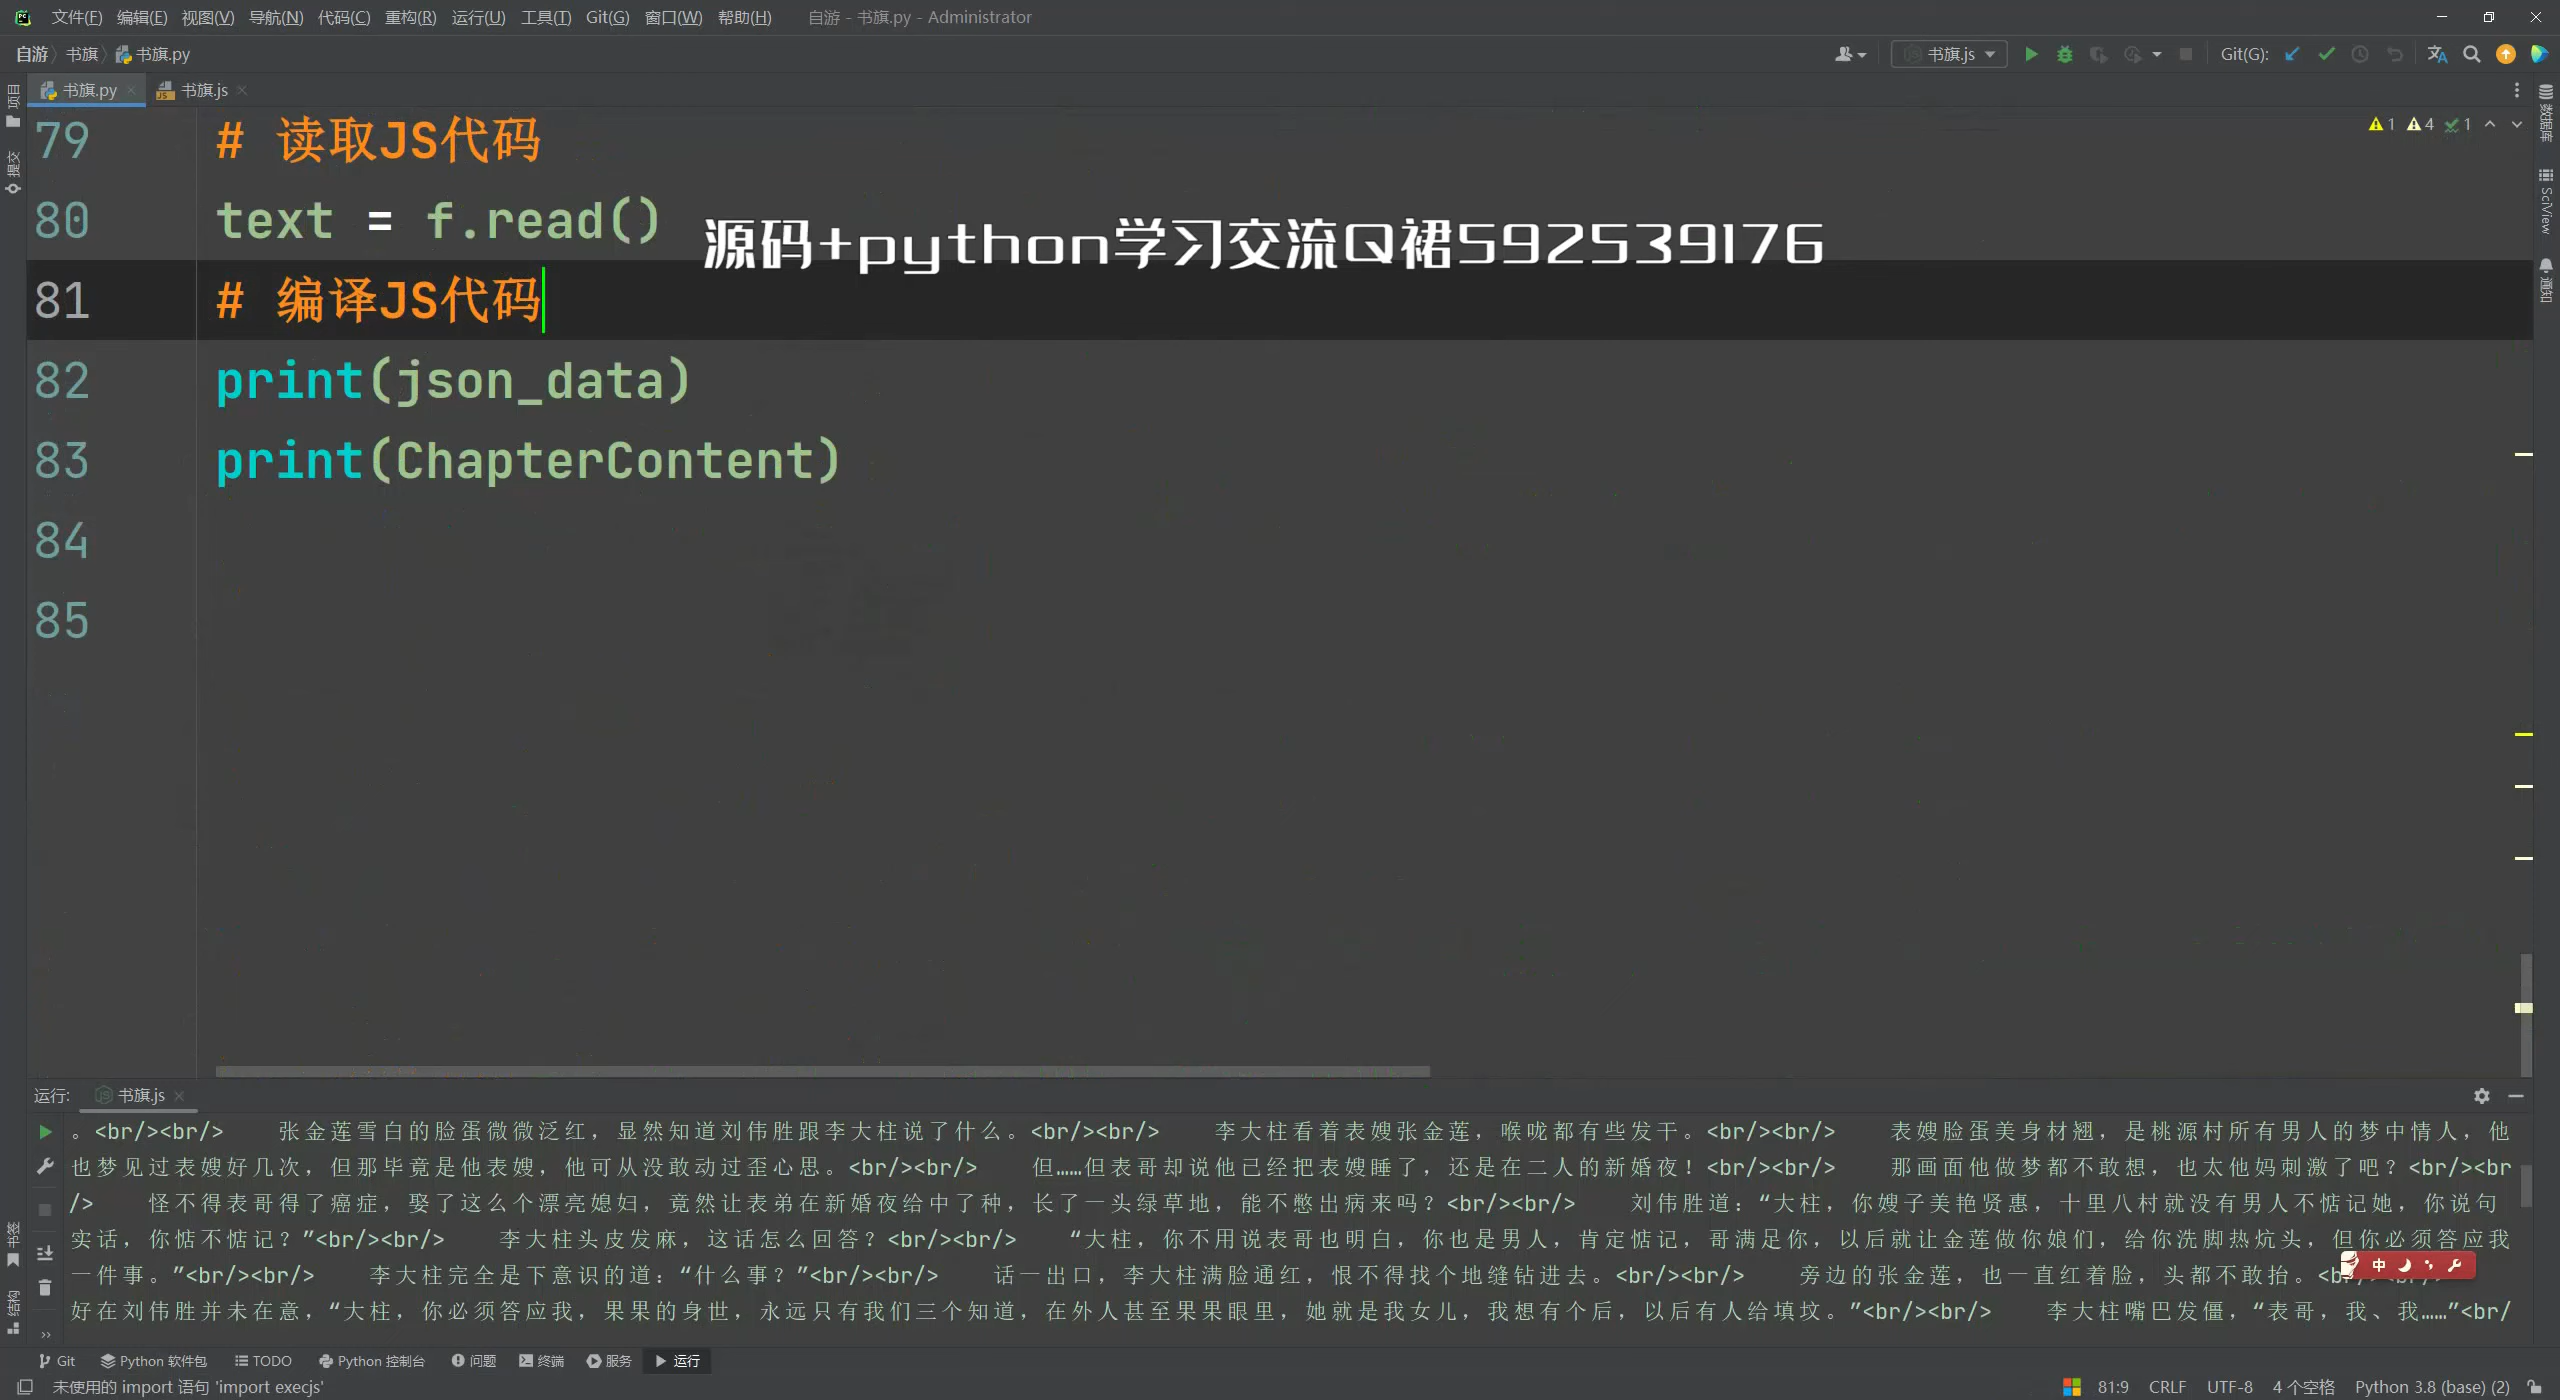 文件(F) 编辑(E) 视图(V) 导航(N) 代码(C) 重构(R) 运行(U) 工具(T) Git(G) 窗口(W) 帮助(H) 自游 - 书旗.py - Administrator
自游 书旗 书旗.py 书旗.js Git(G):
书旗.py 书旗.js
项目
提交
数据库
SciView
通知
1 4 1
79 # 读取JS代码
80 text = f.read()
源码+python学习交流Q裙592539176
81 # 编译JS代码
82 print(json_data)
83 print(ChapterContent)
84
85
运行: 书旗.js
。<br/><br/>  张金莲雪白的脸蛋微微泛红，显然知道刘伟胜跟李大柱说了什么。<br/><br/>  李大柱看着表嫂张金莲，喉咙都有些发干。<br/><br/>  表嫂脸蛋美身材翘，是桃源村所有男人的梦中情人，他
也梦见过表嫂好几次，但那毕竟是他表嫂，他可从没敢动过歪心思。<br/><br/>  但……但表哥却说他已经把表嫂睡了，还是在二人的新婚夜！<br/><br/>  那画面他做梦都不敢想，也太他妈刺激了吧？<br/><br
/>  怪不得表哥得了癌症，娶了这么个漂亮媳妇，竟然让表弟在新婚夜给中了种，长了一头绿草地，能不憋出病来吗？<br/><br/>  刘伟胜道：“大柱，你嫂子美艳贤惠，十里八村就没有男人不惦记她，你说句
实话，你惦不惦记？”<br/><br/>  李大柱头皮发麻，这话怎么回答？<br/><br/>  “大柱，你不用说表哥也明白，你也是男人，肯定惦记，哥满足你，以后就让金莲做你娘们，给你洗脚热炕头，但你必须答应我
一件事。”<br/><br/>  李大柱完全是下意识的道：“什么事？”<br/><br/>  话一出口，李大柱满脸通红，恨不得找个地缝钻进去。<br/><br/>  旁边的张金莲，也一直红着脸，头都不敢抬。
中
好在刘伟胜并未在意，“大柱，你必须答应我，果果的身世，永远只有我们三个知道，在外人甚至果果眼里，她就是我女儿，我想有个后，以后有人给填坟。”<br/><br/>  李大柱嘴巴发僵，“表哥，我、我……”<br/
书签
结构
Git Python 软件包 TODO Python 控制台 问题 终端 服务 运行
未使用的 import 语句 'import execjs' 81:9 CRLF UTF-8 4 个空格 Python 3.8 (base) (2)